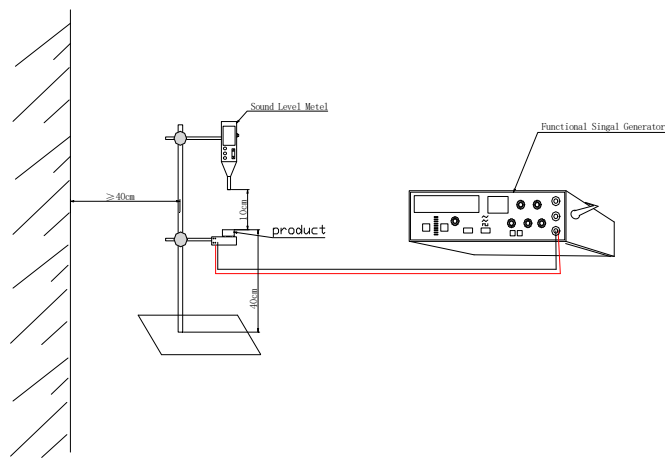 Sound Level Metel
Functional Singal Generator
≥40cm
10cm
product
40cm